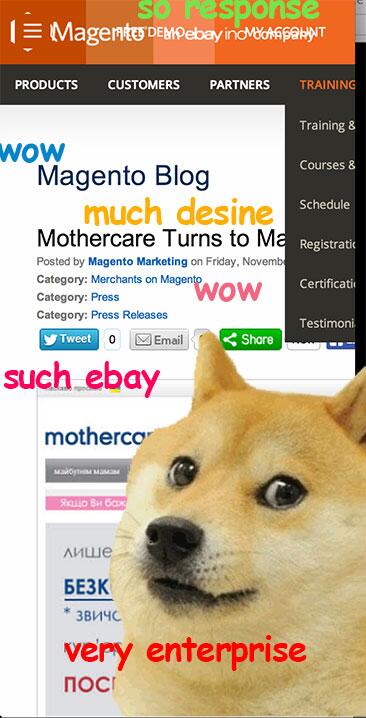 so response
Magento an ebay inc company
FREE DEMO MY ACCOUNT
PRODUCTS CUSTOMERS PARTNERS TRAINING
Training &
wow
Courses &
Magento Blog
Schedule
much desine
Mothercare Turns to Ma
Registratio
Posted by Magento Marketing on Friday, Novembe
Category: Merchants on Magento
Certificati
wow
Category: Press
Category: Press Releases
Testimoni
Tweet 0 Email Share
such ebay
motherca
майбутнім мамам
Якщо Ви баж
лише
БЕЗК
* звичс
very enterprise
ПОСІ